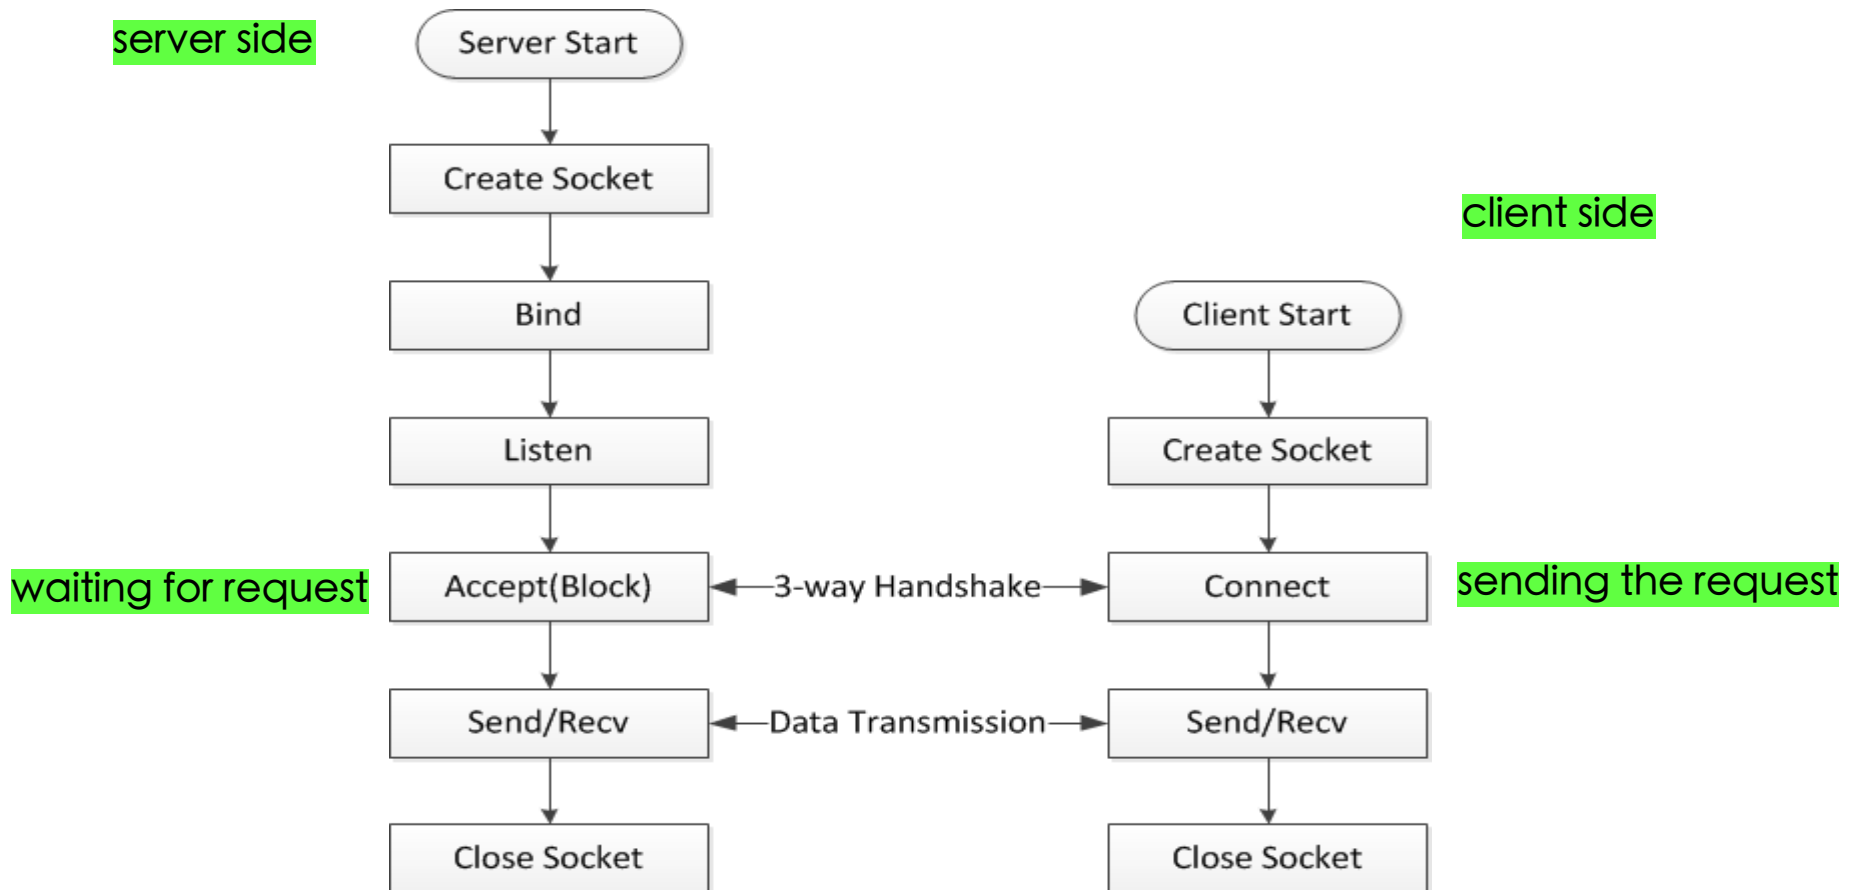 server side
Server Start
Create Socket
client side
Bind
Client Start
Listen
Create Socket
waiting for request
Accept(Block)
3-way Handshake
Connect
sending the request
Send/Recv
Data Transmission
Send/Recv
Close Socket
Close Socket